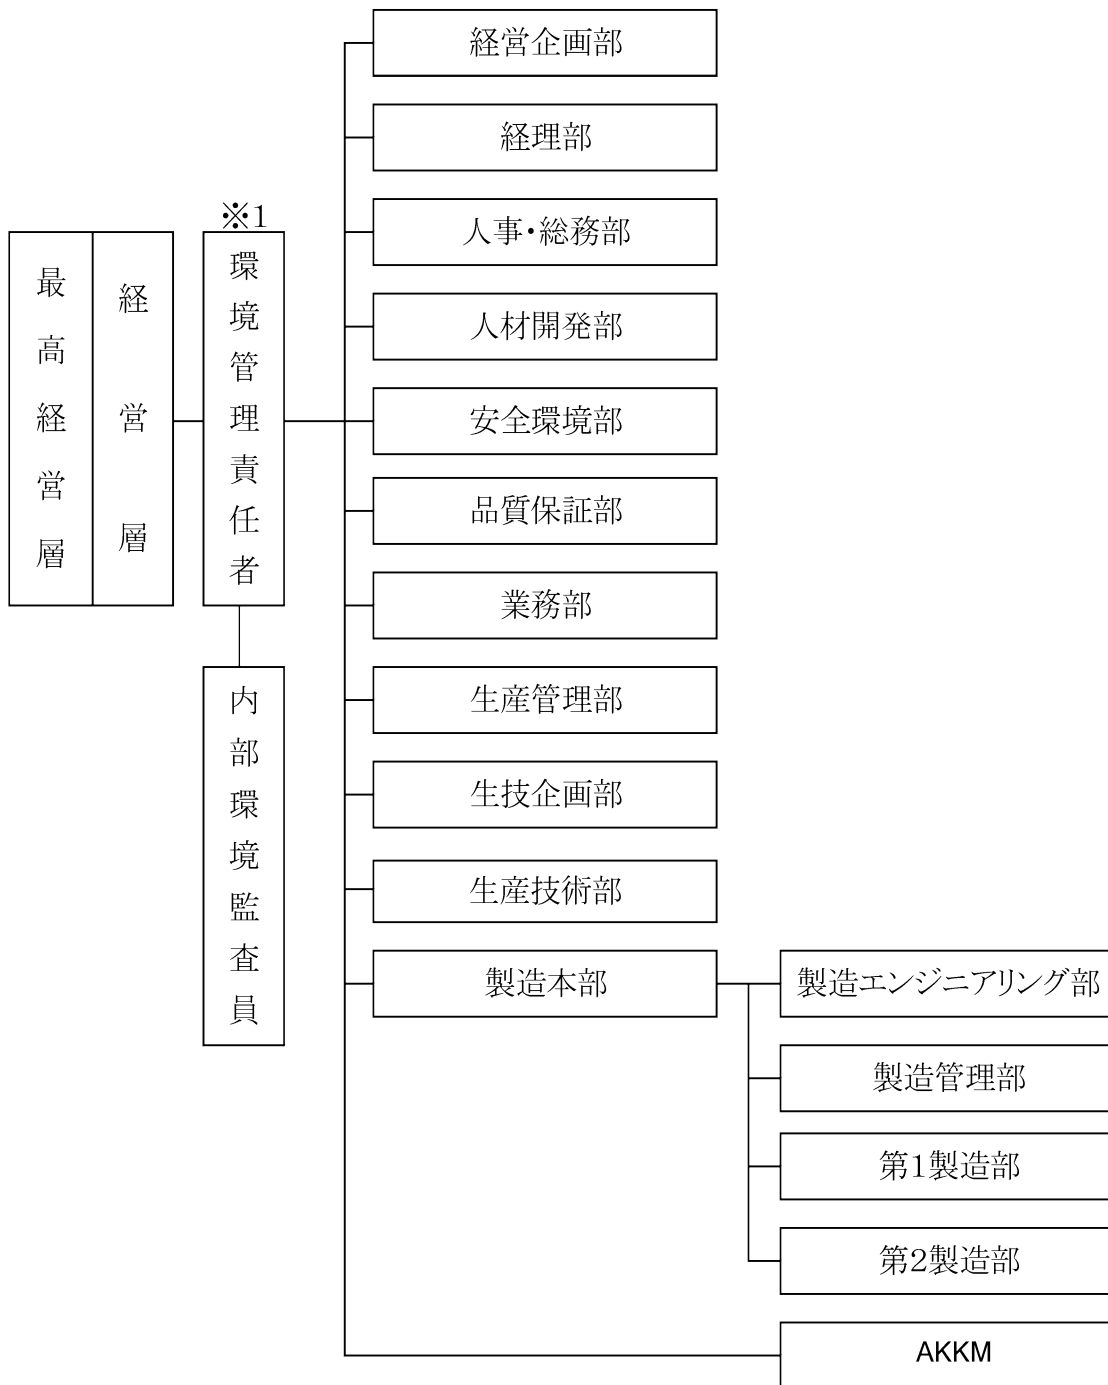 最高経営層
経営層
※1
環境管理責任者
内部環境監査員
経営企画部
経理部
人事・総務部
人材開発部
安全環境部
品質保証部
業務部
生産管理部
生技企画部
生産技術部
製造本部
製造エンジニアリング部
製造管理部
第1製造部
第2製造部
AKKM